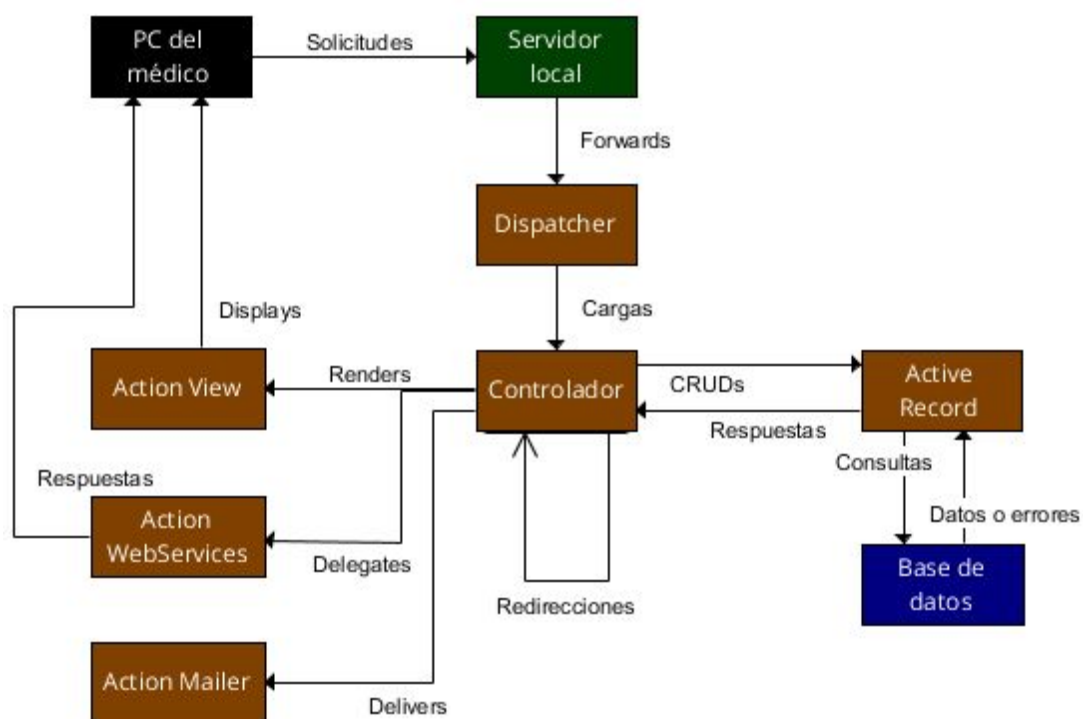 PC del
médico
Solicitudes
Servidor
local
Forwards
Dispatcher
Cargas
Displays
Action View
Renders
Controlador
CRUDs
Respuestas
Active
Record
Consultas
Datos o errores
Respuestas
Action
WebServices
Delegates
Redirecciones
Base de
datos
Action Mailer
Delivers